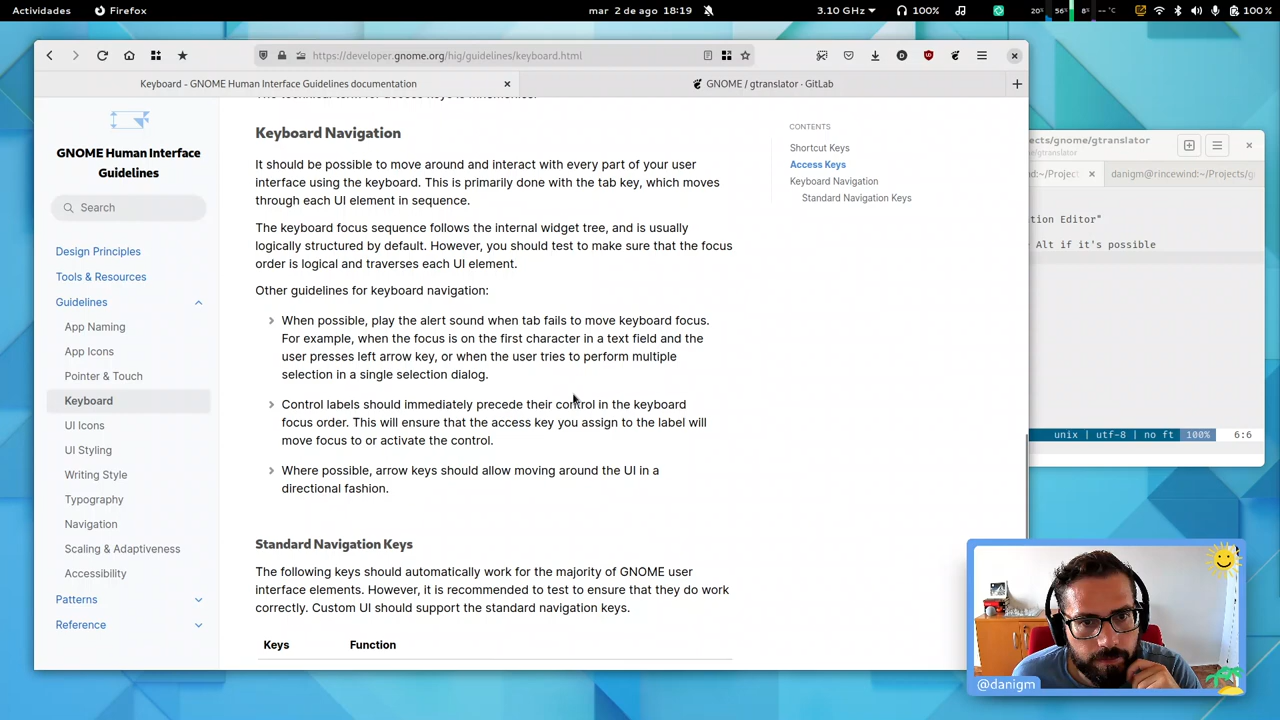 Actividades
Firefox
mar 2 de ago 18:19
3.10 GHz
100%
20%
56%
8%
-- °C
100 %
https://developer.gnome.org/hig/guidelines/keyboard.html
Keyboard - GNOME Human Interface Guidelines documentation
GNOME / gtranslator · GitLab
GNOME Human Interface
Guidelines
Search
Design Principles
Tools & Resources
Guidelines
App Naming
App Icons
Pointer & Touch
Keyboard
UI Icons
UI Styling
Writing Style
Typography
Navigation
Scaling & Adaptiveness
Accessibility
Patterns
Reference
Keyboard Navigation
It should be possible to move around and interact with every part of your user
interface using the keyboard. This is primarily done with the tab key, which moves
through each UI element in sequence.
The keyboard focus sequence follows the internal widget tree, and is usually
logically structured by default. However, you should test to make sure that the focus
order is logical and traverses each UI element.
Other guidelines for keyboard navigation:
When possible, play the alert sound when tab fails to move keyboard focus.
For example, when the focus is on the first character in a text field and the
user presses left arrow key, or when the user tries to perform multiple
selection in a single selection dialog.
Control labels should immediately precede their control in the keyboard
focus order. This will ensure that the access key you assign to the label will
move focus to or activate the control.
Where possible, arrow keys should allow moving around the UI in a
directional fashion.
Standard Navigation Keys
The following keys should automatically work for the majority of GNOME user
interface elements. However, it is recommended to test to ensure that they do work
correctly. Custom UI should support the standard navigation keys.
Keys Function
CONTENTS
Shortcut Keys
Access Keys
Keyboard Navigation
Standard Navigation Keys
ects/gnome/gtranslator
/gtranslator
nd:~/Project
danigm@rincewind:~/Projects/g
tion Editor"
Alt if it's possible
unix | utf-8 | no ft 100% 6:6
@danigm